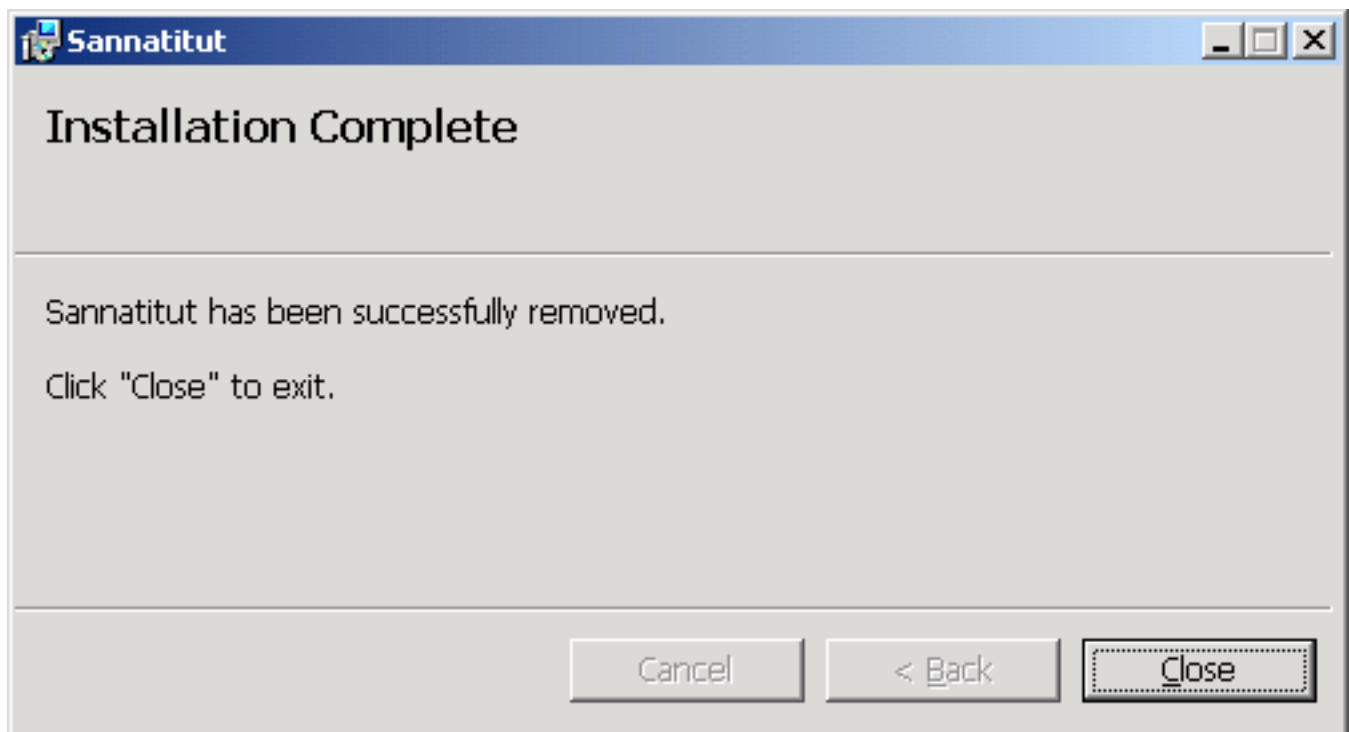 Sannatitut
Installation Complete
Sannatitut has been successfully removed.
Click "Close" to exit.
Cancel
< Back
Close